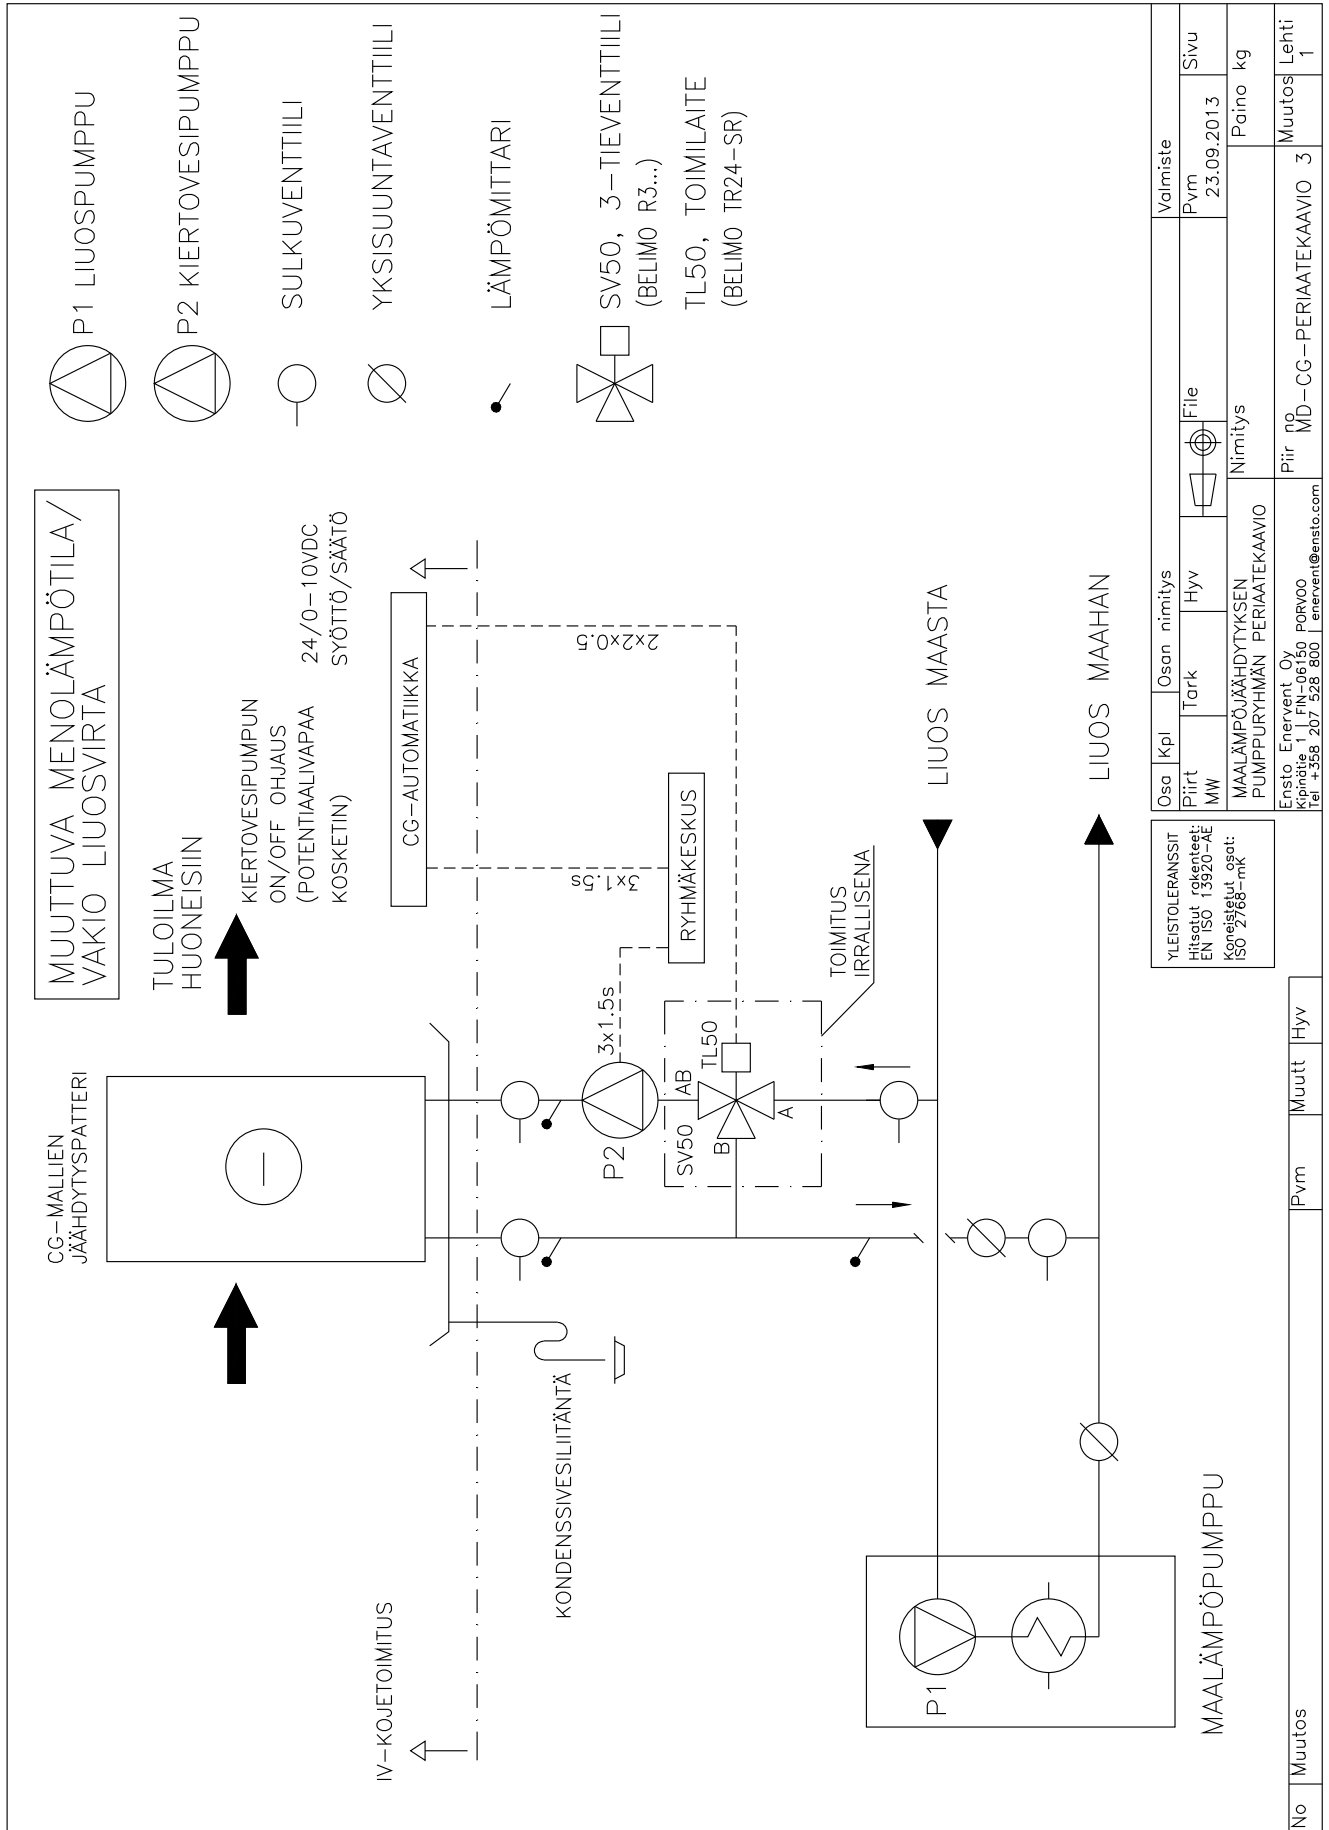 MUUTTUVA MENOLÄMPÖTILA/
VAKIO LIUOSVIRTA
P1 LIUOSPUMPPU
P2 KIERTOVESIPUMPPU
SULKUVENTTIILI
YKSISUUNTAVENTTIILI
LÄMPÖMITTARI
SV50, 3-TIEVENTTIILI
(BELIMO R3...)
TL50, TOIMILAITE
(BELIMO TR24-SR)
CG-MALLIEN
JÄÄHDYTYSPATTERI
TULOILMA
HUONEISIIN
KIERTOVESIPUMPUN
ON/OFF OHJAUS
(POTENTIAALIVAPAA
KOSKETIN)
24/0-10VDC
SYÖTTÖ/SÄÄTÖ
CG-AUTOMATIIKKA
IV-KOJETOIMITUS
KONDENSSIVESILIITÄNTÄ
3x1.5s
2x2x0.5
3x1.5s
RYHMÄKESKUS
P2
SV50
AB
TL50
B
A
TOIMITUS
IRRALLISENA
LIUOS MAASTA
LIUOS MAAHAN
P1
MAALÄMPÖPUMPPU
YLEISTOLERANSSIT
Hitsatut rakenteet:
EN ISO 13920-AE
Koneistetut osat:
ISO 2768-mK
Osa Kpl Osan nimitys Valmiste
Piirt Tark Hyv File Pvm Sivu
MW 23.09.2013
MAALÄMPÖJÄÄHDYTYKSEN
PUMPPURYHMÄN PERIAATEKAAVIO
Nimitys Paino kg
Ensto Enervent Oy
Kipinätie 1 | FIN-06150 PORVOO
Tel +358 207 528 800 | enervent@ensto.com
Piir no
MD-CG-PERIAATEKAAVIO 3
Muutos Lehti
1
No Muutos Pvm Muutt Hyv